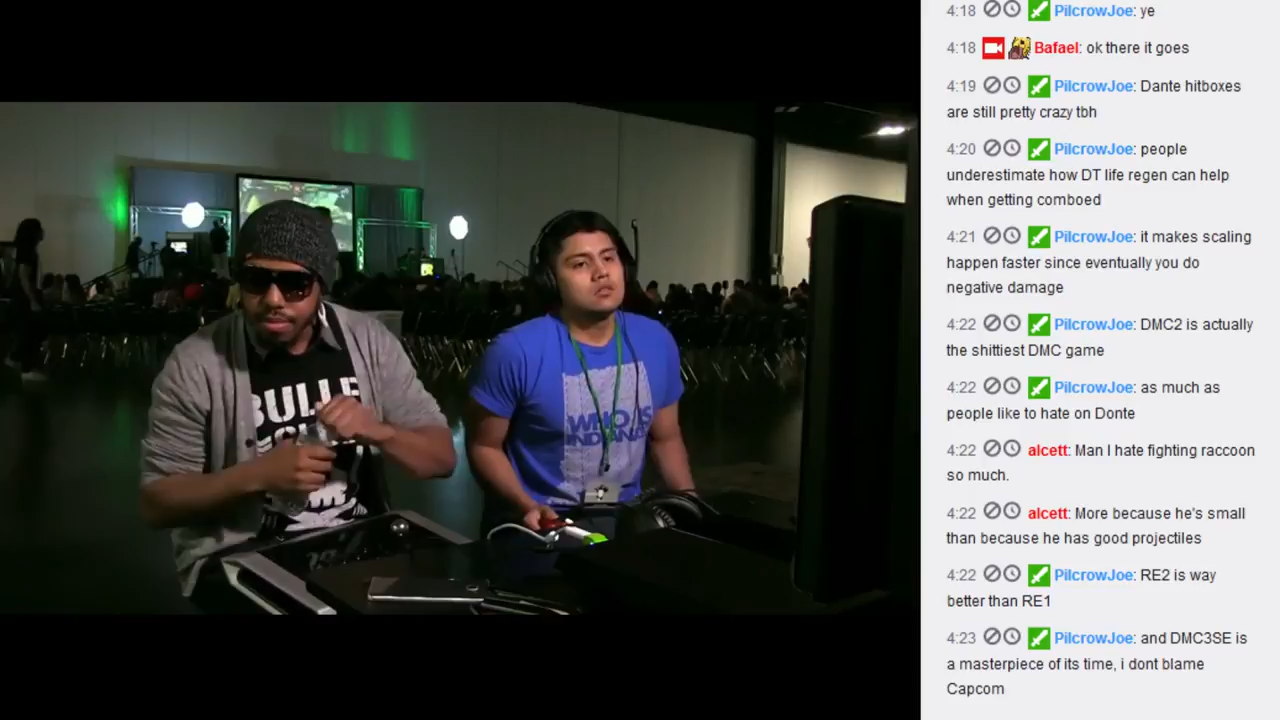 BULLE
WHO IS
INDIANA
4:18 PilcrowJoe: ye
4:18 Bafael: ok there it goes
4:19 PilcrowJoe: Dante hitboxes
are still pretty crazy tbh
4:20 PilcrowJoe: people
underestimate how DT life regen can help
when getting comboed
4:21 PilcrowJoe: it makes scaling
happen faster since eventually you do
negative damage
4:22 PilcrowJoe: DMC2 is actually
the shittiest DMC game
4:22 PilcrowJoe: as much as
people like to hate on Donte
4:22 alcett: Man I hate fighting raccoon
so much.
4:22 alcett: More because he's small
than because he has good projectiles
4:22 PilcrowJoe: RE2 is way
better than RE1
4:23 PilcrowJoe: and DMC3SE is
a masterpiece of its time, i dont blame
Capcom